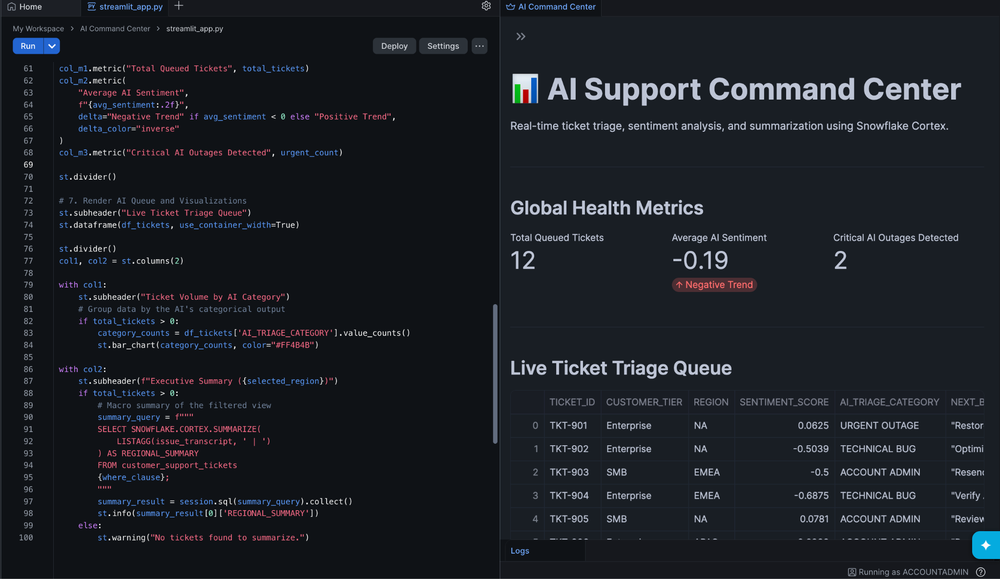 Home
PY streamlit_app.py
My Workspace > AI Command Center > streamlit_app.py
Run
Deploy
Settings
61 col_m1.metric("Total Queued Tickets", total_tickets)
62 col_m2.metric(
63     "Average AI Sentiment",
64     f"{avg_sentiment:.2f}",
65     delta="Negative Trend" if avg_sentiment < 0 else "Positive Trend",
66     delta_color="inverse"
67 )
68 col_m3.metric("Critical AI Outages Detected", urgent_count)
69
70 st.divider()
71
72 # 7. Render AI Queue and Visualizations
73 st.subheader("Live Ticket Triage Queue")
74 st.dataframe(df_tickets, use_container_width=True)
75
76 st.divider()
77 col1, col2 = st.columns(2)
78
79 with col1:
80     st.subheader("Ticket Volume by AI Category")
81     # Group data by the AI's categorical output
82     if total_tickets > 0:
83         category_counts = df_tickets['AI_TRIAGE_CATEGORY'].value_counts()
84         st.bar_chart(category_counts, color="#FF4B4B")
85
86 with col2:
87     st.subheader(f"Executive Summary ({selected_region})")
88     if total_tickets > 0:
89         # Macro summary of the filtered view
90         summary_query = f"""
91         SELECT SNOWFLAKE.CORTEX.SUMMARIZE(
92             LISTAGG(issue_transcript, ' | ')
93         ) AS REGIONAL_SUMMARY
94         FROM customer_support_tickets
95         {where_clause};
96         """
97         summary_result = session.sql(summary_query).collect()
98         st.info(summary_result[0]['REGIONAL_SUMMARY'])
99     else:
100         st.warning("No tickets found to summarize.")
AI Command Center
AI Support Command Center
Real-time ticket triage, sentiment analysis, and summarization using Snowflake Cortex.
Global Health Metrics
Total Queued Tickets
12
Average AI Sentiment
-0.19
↑ Negative Trend
Critical AI Outages Detected
2
Live Ticket Triage Queue
TICKET_ID CUSTOMER_TIER REGION SENTIMENT_SCORE AI_TRIAGE_CATEGORY NEXT_B
0 TKT-901 Enterprise NA 0.0625 URGENT OUTAGE "Restor
1 TKT-902 Enterprise NA -0.5039 TECHNICAL BUG "Optimi
2 TKT-903 SMB EMEA -0.5 ACCOUNT ADMIN "Resen
3 TKT-904 Enterprise EMEA -0.6875 TECHNICAL BUG "Verify
4 TKT-905 SMB NA 0.0781 ACCOUNT ADMIN "Review
Logs
Running as ACCOUNTADMIN